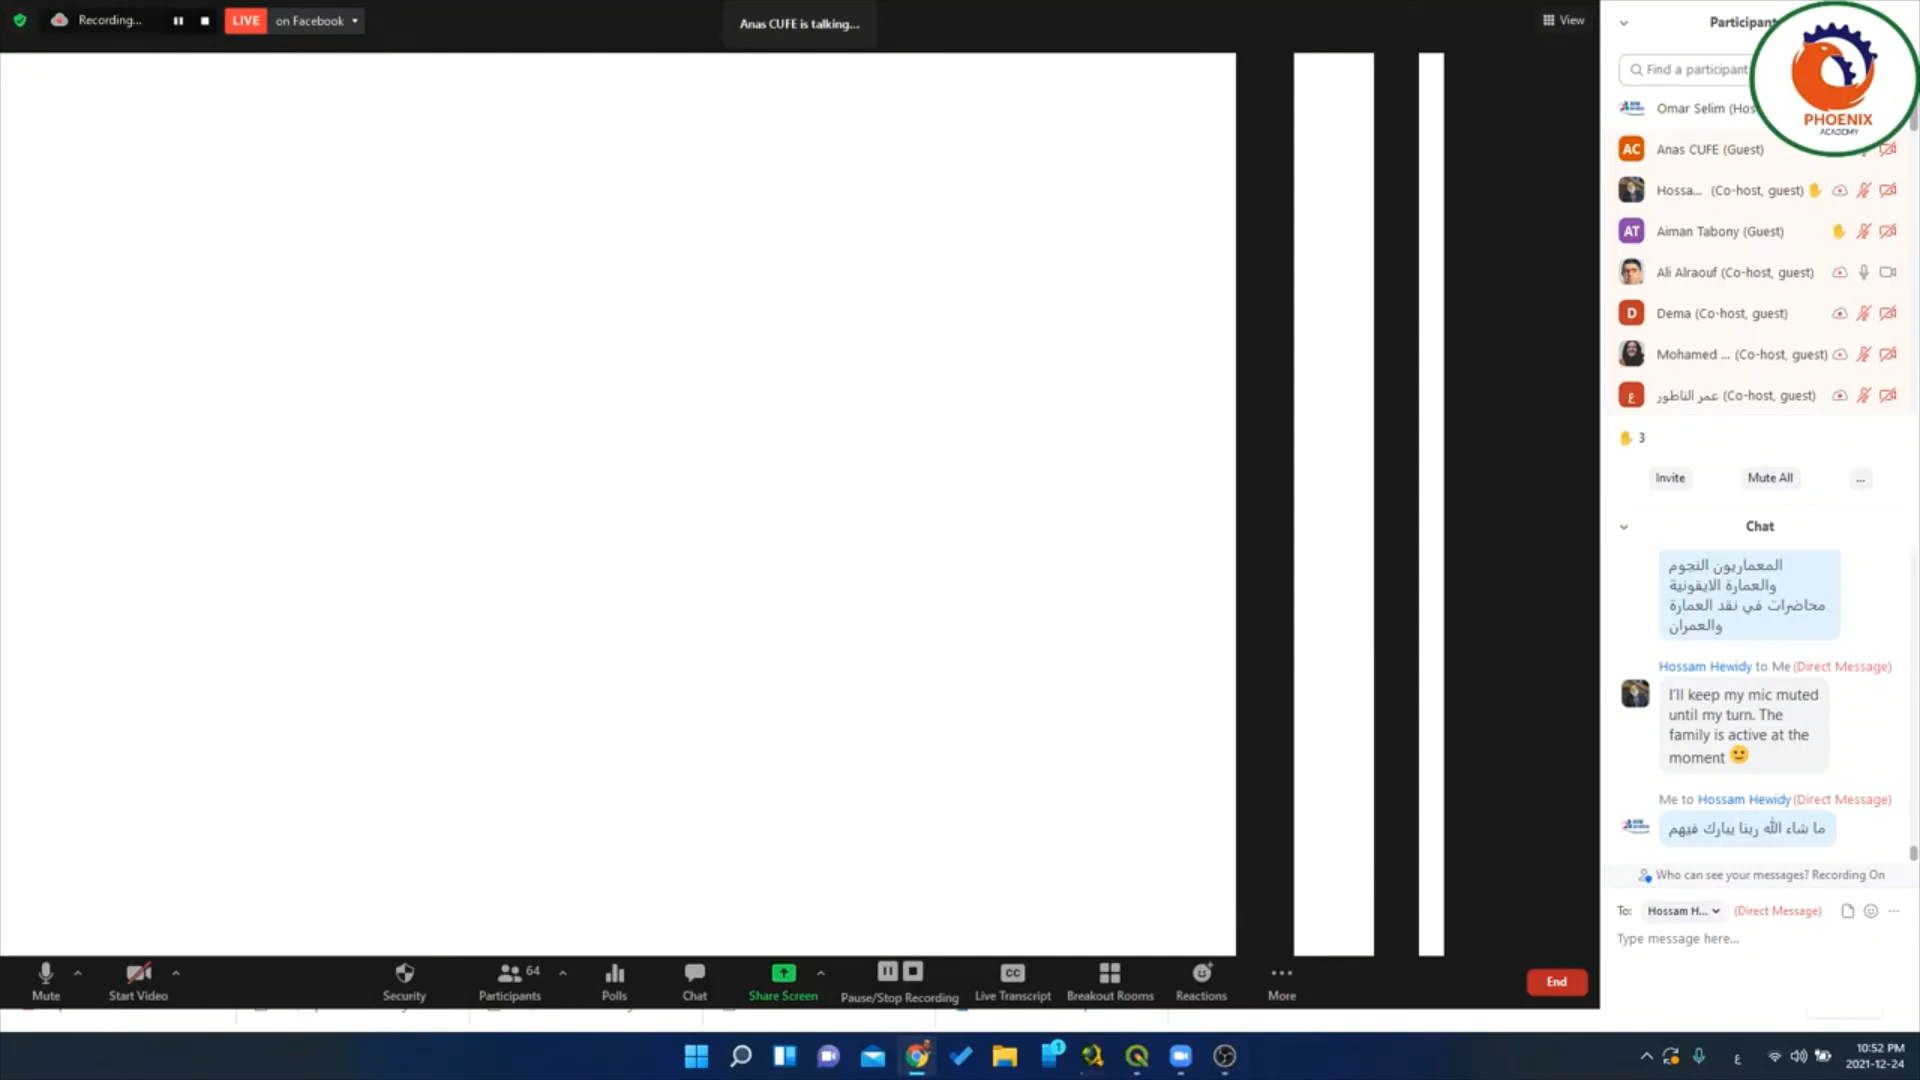 Recording...
LIVE on Facebook
Anas CUFE is talking...
View
Participant
Find a participant
PHOENIX
ACADEMY
Omar Selim (Hos
AC Anas CUFE (Guest)
Hossa... (Co-host, guest)
AT Aiman Tabony (Guest)
Ali Alraouf (Co-host, guest)
D Dema (Co-host, guest)
Mohamed ... (Co-host, guest)
ع عمر الناطور (Co-host, guest)
3
Invite Mute All ...
Chat
المعماريون النجوم
والعمارة الايقونية
محاضرات في نقد العمارة
والعمران
Hossam Hewidy to Me (Direct Message)
I'll keep my mic muted
until my turn. The
family is active at the
moment
Me to Hossam Hewidy (Direct Message)
ما شاء الله ربنا يبارك فيهم
Who can see your messages? Recording On
To: Hossam H... (Direct Message)
Type message here...
Mute
Start Video
Security
64
Participants
Polls
Chat
Share Screen
Pause/Stop Recording
CC
Live Transcript
Breakout Rooms
Reactions
More
End
1
ع
10:52 PM
2021-12-24